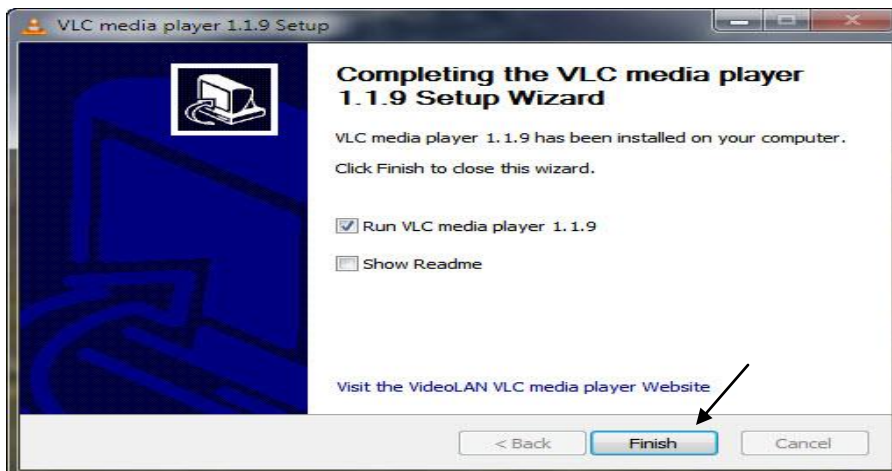 VLC media player 1.1.9 Setup
Completing the VLC media player
1.1.9 Setup Wizard
VLC media player 1.1.9 has been installed on your computer.
Click Finish to close this wizard.
Run VLC media player 1.1.9
Show Readme
Visit the VideoLAN VLC media player Website
< Back Finish Cancel